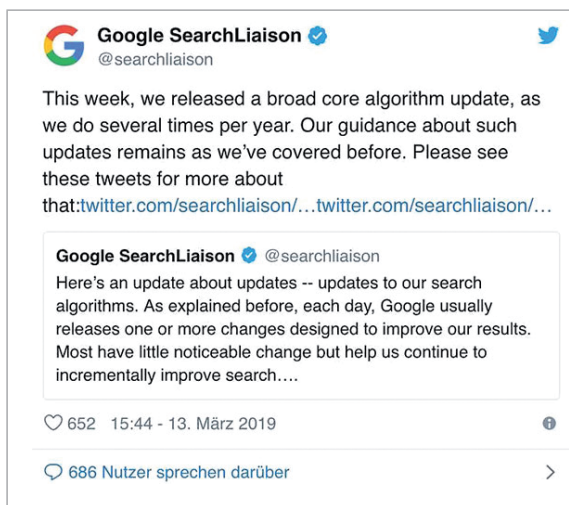 Google SearchLiaison
@searchliaison
This week, we released a broad core algorithm update, as
we do several times per year. Our guidance about such
updates remains as we’ve covered before. Please see
these tweets for more about
that:twitter.com/searchliaison/…twitter.com/searchliaison/…
Google SearchLiaison @searchliaison
Here’s an update about updates -- updates to our search
algorithms. As explained before, each day, Google usually
releases one or more changes designed to improve our results.
Most have little noticeable change but help us continue to
incrementally improve search….
652 15:44 - 13. März 2019
686 Nutzer sprechen darüber